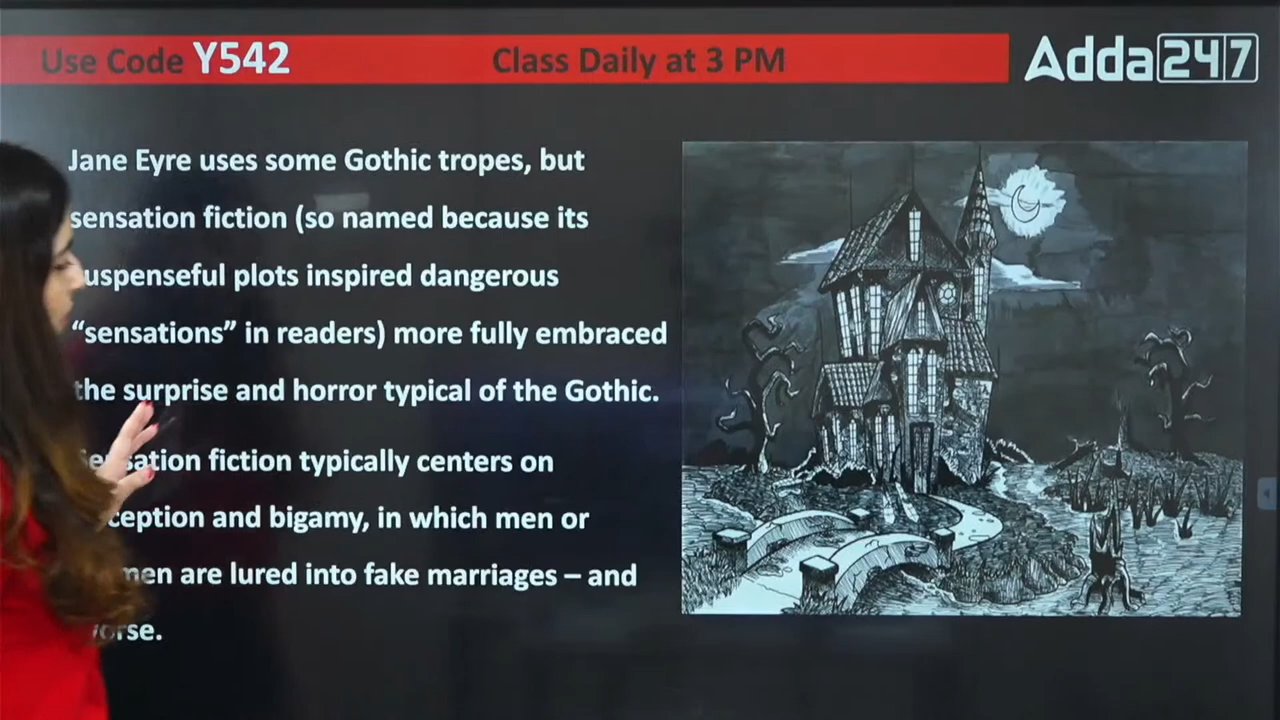 Use Code Y542
Class Daily at 3 PM
Adda247
Jane Eyre uses some Gothic tropes, but
sensation fiction (so named because its
uspenseful plots inspired dangerous
“sensations” in readers) more fully embraced
the surprise and horror typical of the Gothic.
Sensation fiction typically centers on
ception and bigamy, in which men or
men are lured into fake marriages – and
worse.